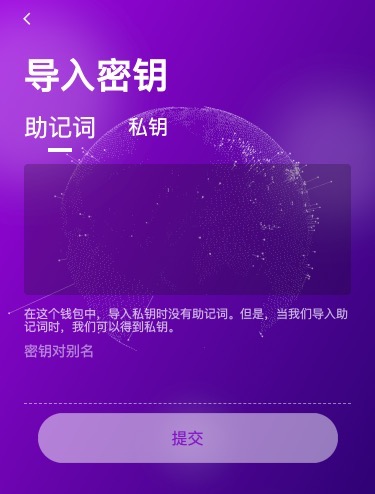 导入密钥
助记词 私钥
在这个钱包中，导入私钥时没有助记词。但是，当我们导入助
记词时，我们可以得到私钥。
密钥对别名
提交